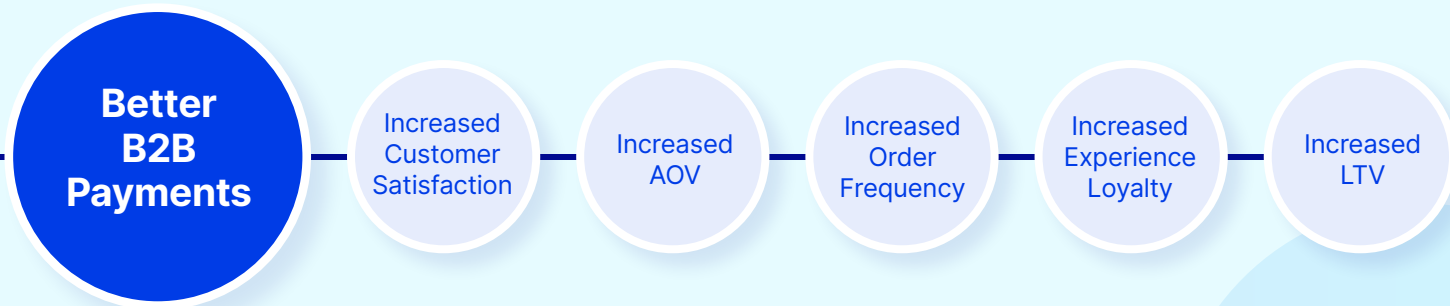 Better
B2B
Payments
Increased
Customer
Satisfaction
Increased
AOV
Increased
Order
Frequency
Increased
Experience
Loyalty
Increased
LTV